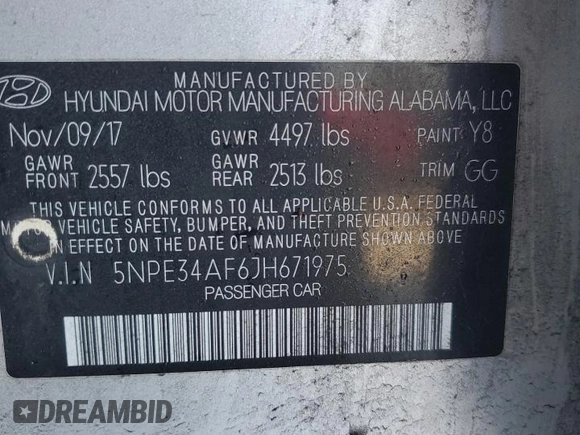 MANUFACTURED BY
HYUNDAI MOTOR MANUFACTURING ALABAMA, LLC
Nov/09/17 GVWR 4497 lbs PAINT Y8
GAWR FRONT 2557 lbs GAWR REAR 2513 lbs TRIM GG
THIS VEHICLE CONFORMS TO ALL APPLICABLE U.S.A. FEDERAL
VEHICLE SAFETY, BUMPER, AND THEFT PREVENTION STANDARDS
IN EFFECT ON THE DATE OF MANUFACTURE SHOWN ABOVE.
V.I.N 5NPE34AF6JH671975
PASSENGER CAR
DREAMBID